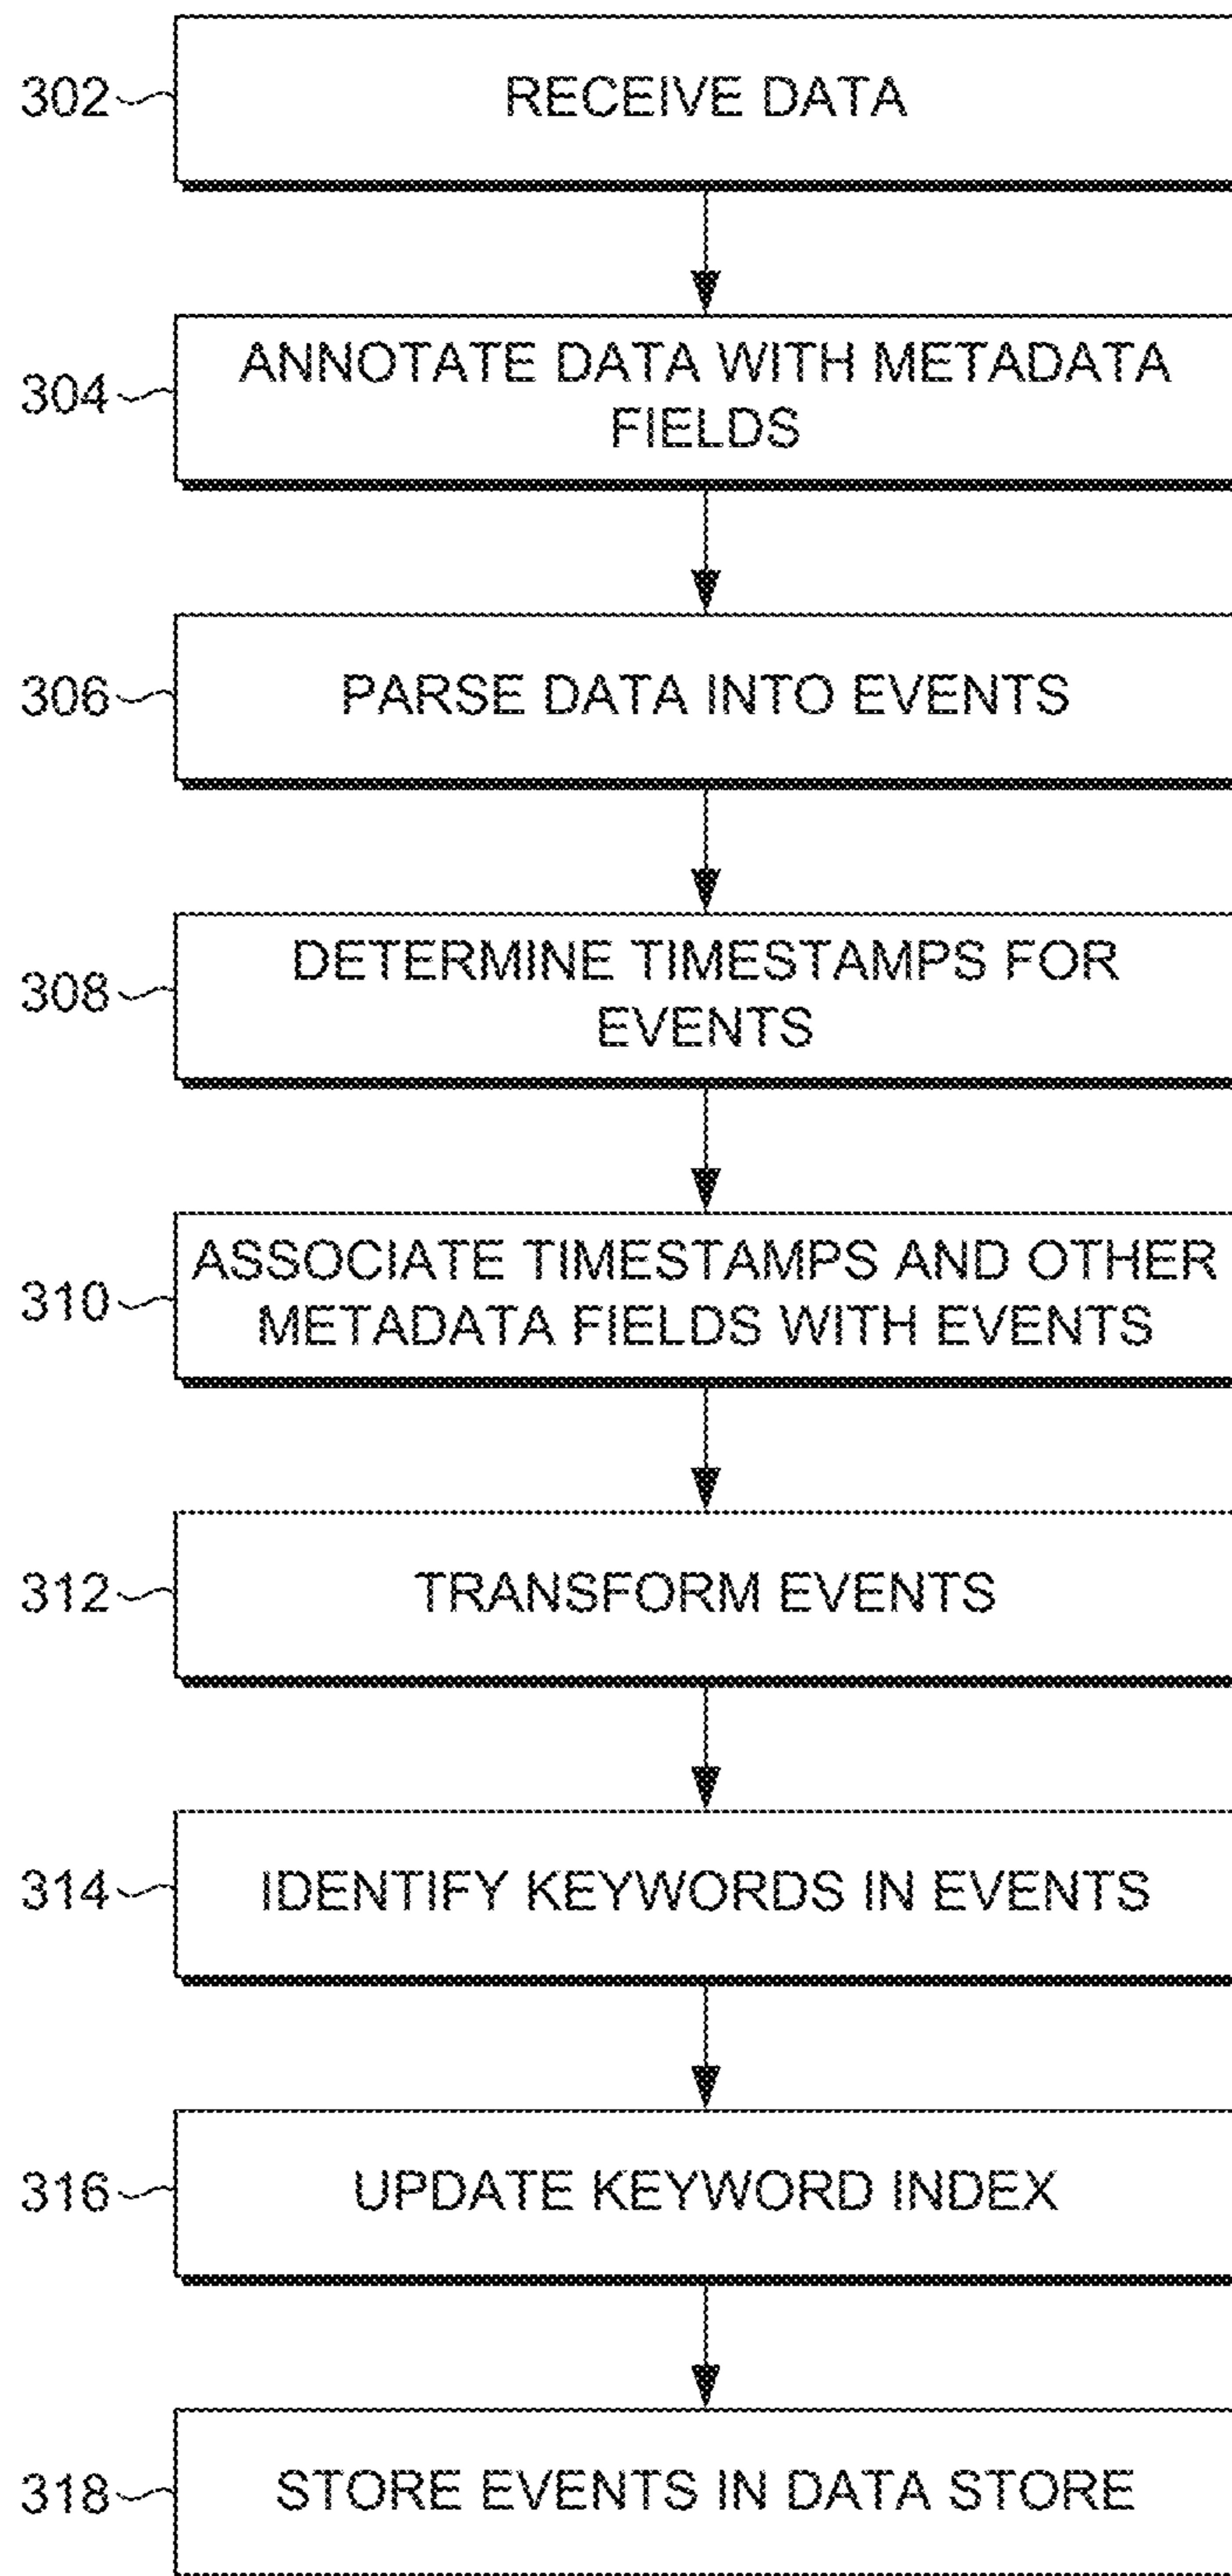 302
RECEIVE DATA
304
ANNOTATE DATA WITH METADATA
FIELDS
306
PARSE DATA INTO EVENTS
308
DETERMINE TIMESTAMPS FOR
EVENTS
310
ASSOCIATE TIMESTAMPS AND OTHER
METADATA FIELDS WITH EVENTS
312
TRANSFORM EVENTS
314
IDENTIFY KEYWORDS IN EVENTS
316
UPDATE KEYWORD INDEX
318
STORE EVENTS IN DATA STORE